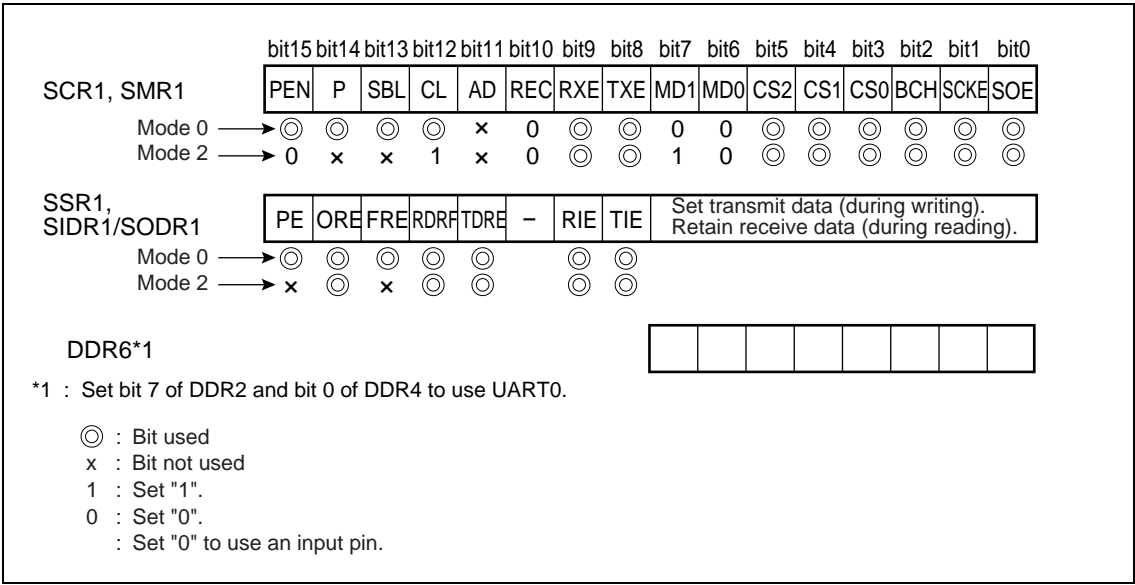 bit15 bit14 bit13 bit12 bit11 bit10 bit9 bit8 bit7 bit6 bit5 bit4 bit3 bit2 bit1 bit0
SCR1, SMR1 PEN P SBL CL AD REC RXE TXE MD1 MD0 CS2 CS1 CS0 BCH SCKE SOE
Mode 0 ◎ ◎ ◎ ◎ × 0 ◎ ◎ 0 0 ◎ ◎ ◎ ◎ ◎ ◎
Mode 2 0 × × 1 × 0 ◎ ◎ 1 0 ◎ ◎ ◎ ◎ ◎ ◎
SSR1,
SIDR1/SODR1 PE ORE FRE RDRF TDRE – RIE TIE Set transmit data (during writing).
Retain receive data (during reading).
Mode 0 ◎ ◎ ◎ ◎ ◎ ◎ ◎
Mode 2 × ◎ × ◎ ◎ ◎ ◎
DDR6*1
*1 : Set bit 7 of DDR2 and bit 0 of DDR4 to use UART0.
◎ : Bit used
x : Bit not used
1 : Set "1".
0 : Set "0".
: Set "0" to use an input pin.